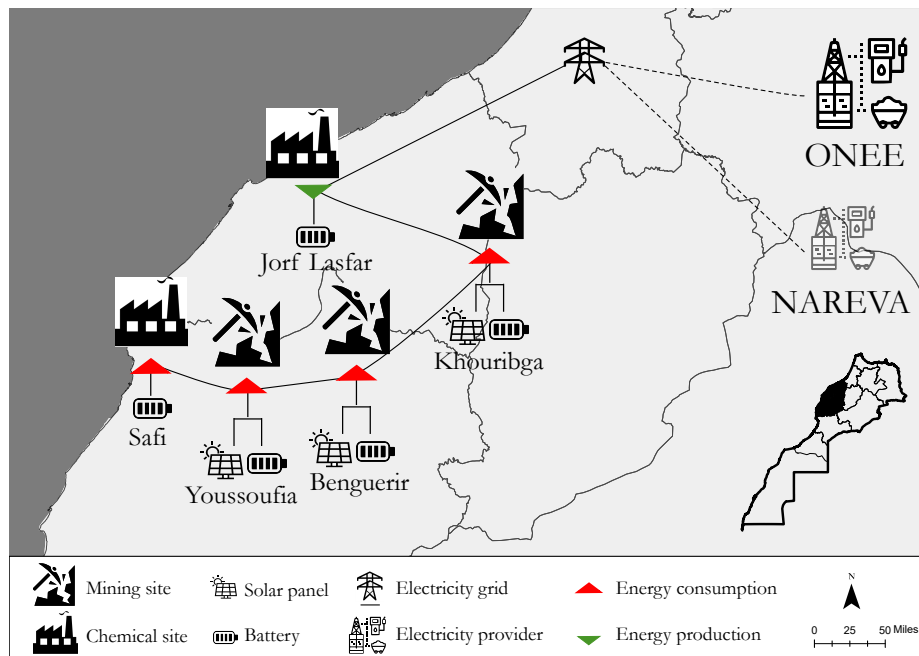 ONEE
Jorf Lasfar
NAREVA
Khouribga
Safi
Youssoufia
Benguerir
Mining site
Solar panel
Electricity grid
Energy consumption
N
Chemical site
Battery
Electricity provider
Energy production
0 25 50 Miles